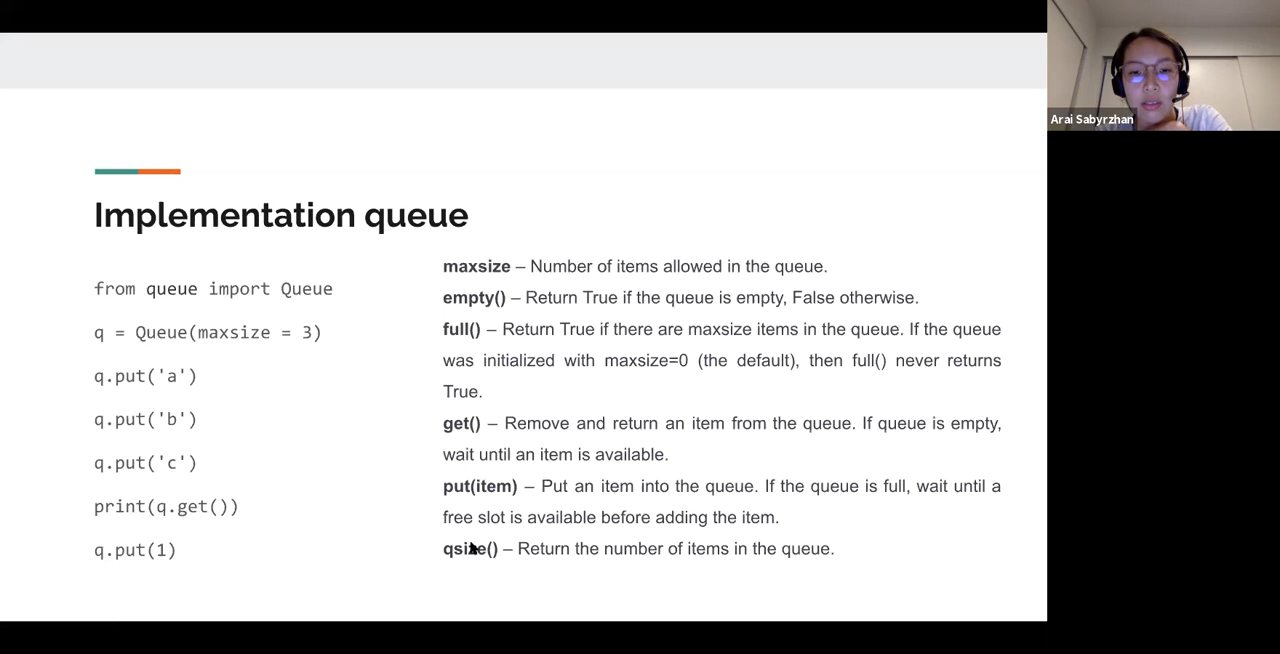 Arai Sabyrzhan
Implementation queue
from queue import Queue
q = Queue(maxsize = 3)
q.put('a')
q.put('b')
q.put('c')
print(q.get())
q.put(1)
maxsize – Number of items allowed in the queue.
empty() – Return True if the queue is empty, False otherwise.
full() – Return True if there are maxsize items in the queue. If the queue
was initialized with maxsize=0 (the default), then full() never returns
True.
get() – Remove and return an item from the queue. If queue is empty,
wait until an item is available.
put(item) – Put an item into the queue. If the queue is full, wait until a
free slot is available before adding the item.
qsize() – Return the number of items in the queue.